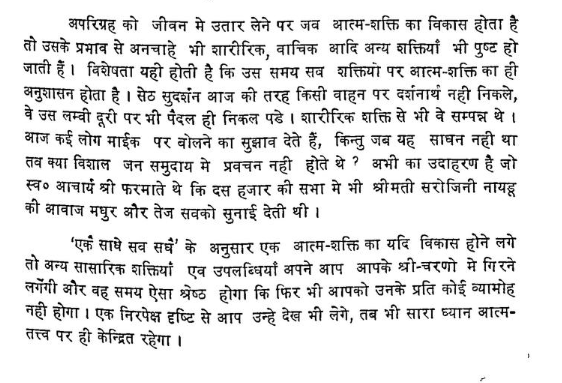 अपरिग्रह को जीवन मे उतार लेने पर जब आत्म-शक्ति का विकास होता है
तो उसके प्रभाव से अनचाहे भी शारीरिक, वाचिक आदि अन्य शक्तियाँ भी पुष्ट हो
जाती हैं। विशेषता यही होती है कि उस समय सब शक्तियो पर आत्म-शक्ति का ही
अनुशासन होता है। सेठ सुदर्शन आज की तरह किसी वाहन पर दर्शनार्थ नही निकले,
वे उस लम्बी दूरी पर भी पैदल ही निकल पडे। शारीरिक शक्ति से भी वे सम्पन्न थे।
आज कई लोग माईक पर बोलने का सुझाव देते हैं, किन्तु जब यह साधन नही था
तब क्या विशाल जन समुदाय मे प्रवचन नही होते थे ? अभी का उदाहरण है जो
स्व० आचार्य श्री फरमाते थे कि दस हजार की सभा मे भी श्रीमती सरोजिनी नायडू
की आवाज मधुर और तेज सबको सुनाई देती थी।
'एकै साधे सब सधै' के अनुसार एक आत्म-शक्ति का यदि विकास होने लगे
तो अन्य सासारिक शक्तियाँ एव उपलब्धियाँ अपने आप आपके श्री-चरणो मे गिरने
लगेंगी और वह समय ऐसा श्रेष्ठ होगा कि फिर भी आपको उनके प्रति कोई व्यामोह
नही होगा। एक निरपेक्ष दृष्टि से आप उन्हे देख भी लेगे, तब भी सारा ध्यान आत्म-
तत्त्व पर ही केन्द्रित रहेगा।